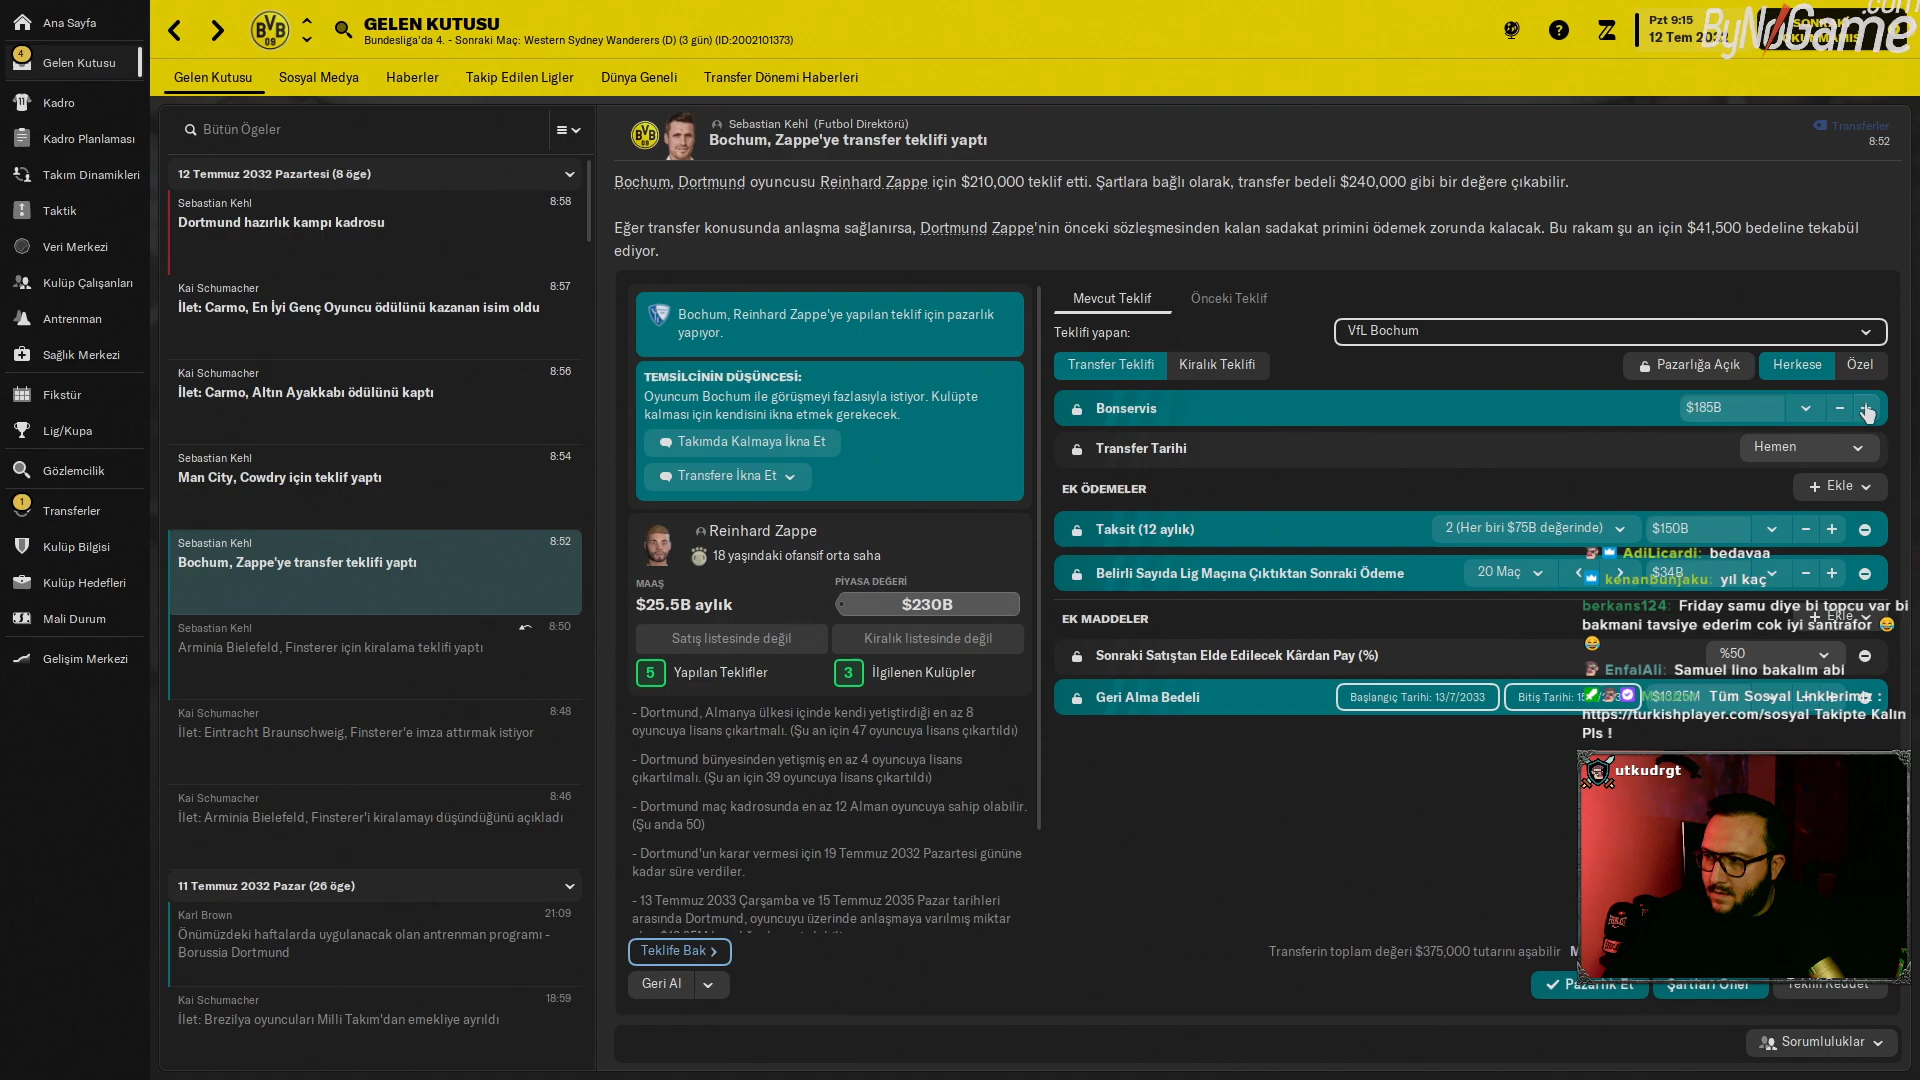 Ana Sayfa
4
Gelen Kutusu
Kadro
Kadro Planlaması
Takım Dinamikleri
Taktik
Veri Merkezi
Kulüp Çalışanları
Antrenman
Sağlık Merkezi
Fikstür
Lig/Kupa
Gözlemcilik
1
Transferler
Kulüp Bilgisi
Kulüp Hedefleri
Mali Durum
Gelişim Merkezi
BVB 09
GELEN KUTUSU
Bundesliga'da 4. - Sonraki Maç: Western Sydney Wanderers (D) (3 gün) (ID:2002101373)
Pzt 9:15
12 Tem 2032
ByNoGame
.com
Gelen Kutusu
Sosyal Medya
Haberler
Takip Edilen Ligler
Dünya Geneli
Transfer Dönemi Haberleri
Bütün Ögeler
12 Temmuz 2032 Pazartesi (8 öge)
Sebastian Kehl 8:58
Dortmund hazırlık kampı kadrosu
Kai Schumacher 8:57
İlet: Carmo, En İyi Genç Oyuncu ödülünü kazanan isim oldu
Kai Schumacher 8:56
İlet: Carmo, Altın Ayakkabı ödülünü kaptı
Sebastian Kehl 8:54
Man City, Cowdry için teklif yaptı
Sebastian Kehl 8:52
Bochum, Zappe'ye transfer teklifi yaptı
Sebastian Kehl 8:50
Arminia Bielefeld, Finsterer için kiralama teklifi yaptı
Kai Schumacher 8:48
İlet: Eintracht Braunschweig, Finsterer'e imza attırmak istiyor
Kai Schumacher 8:46
İlet: Arminia Bielefeld, Finsterer'i kiralamayı düşündüğünü açıkladı
11 Temmuz 2032 Pazar (26 öge)
Karl Brown 21:09
Önümüzdeki haftalarda uygulanacak olan antrenman programı -
Borussia Dortmund
Kai Schumacher 18:59
İlet: Brezilya oyuncuları Milli Takım'dan emekliye ayrıldı
Sebastian Kehl (Futbol Direktörü)
Bochum, Zappe'ye transfer teklifi yaptı
Transferler
8:52
Bochum, Dortmund oyuncusu Reinhard Zappe için $210,000 teklif etti. Şartlara bağlı olarak, transfer bedeli $240,000 gibi bir değere çıkabilir.
Eğer transfer konusunda anlaşma sağlanırsa, Dortmund Zappe'nin önceki sözleşmesinden kalan sadakat primini ödemek zorunda kalacak. Bu rakam şu an için $41,500 bedeline tekabül
ediyor.
Bochum, Reinhard Zappe'ye yapılan teklif için pazarlık
yapıyor.
TEMSİLCİNİN DÜŞÜNCESİ:
Oyuncum Bochum ile görüşmeyi fazlasıyla istiyor. Kulüpte
kalması için kendisini ikna etmek gerekecek.
Takımda Kalmaya İkna Et
Transfere İkna Et
Reinhard Zappe
18 yaşındaki ofansif orta saha
MAAŞ
$25.5B aylık
PİYASA DEĞERİ
$230B
Satış listesinde değil
Kiralık listesinde değil
5 Yapılan Teklifler
3 İlgilenen Kulüpler
- Dortmund, Almanya ülkesi içinde kendi yetiştirdiği en az 8
oyuncuya lisans çıkartmalı. (Şu an için 47 oyuncuya lisans çıkartıldı)
- Dortmund bünyesinden yetişmiş en az 4 oyuncuya lisans
çıkartılmalı. (Şu an için 39 oyuncuya lisans çıkartıldı)
- Dortmund maç kadrosunda en az 12 Alman oyuncuya sahip olabilir.
(Şu anda 50)
- Dortmund'un karar vermesi için 19 Temmuz 2032 Pazartesi gününe
kadar süre verdiler.
- 13 Temmuz 2033 Çarşamba ve 15 Temmuz 2035 Pazar tarihleri
arasında Dortmund, oyuncuyu üzerinde anlaşmaya varılmış miktar
Teklife Bak
Geri Al
Mevcut Teklif
Önceki Teklif
Teklifi yapan:
VfL Bochum
Transfer Teklifi
Kiralık Teklifi
Pazarlığa Açık
Herkese
Özel
Bonservis
$185B
Transfer Tarihi
Hemen
EK ÖDEMELER
Ekle
Taksit (12 aylık)
2 (Her biri $75B değerinde)
$150B
Belirli Sayıda Lig Maçına Çıktıktan Sonraki Ödeme
20 Maç
$34B
EK MADDELER
Ekle
Sonraki Satıştan Elde Edilecek Kârdan Pay (%)
%50
Geri Alma Bedeli
Başlangıç Tarihi: 13/7/2033
Bitiş Tarihi:
AdiLicardi: bedavaa
kenanbunjaku: yıl kaç
berkans124: Friday samu diye bi topcu var bi
bakmani tavsiye ederim cok iyi santrafor
EnfalAli: Samuel lino bakalım abi
Tüm Sosyal Linklerimiz :
https://turkishplayer.com/sosyal Takipte Kalın
Pls !
utkudrgt
Transferin toplam değeri $375,000 tutarını aşabilir
Pazarlık Et
Şartları Öner
Teklifi Reddet
Sorumluluklar